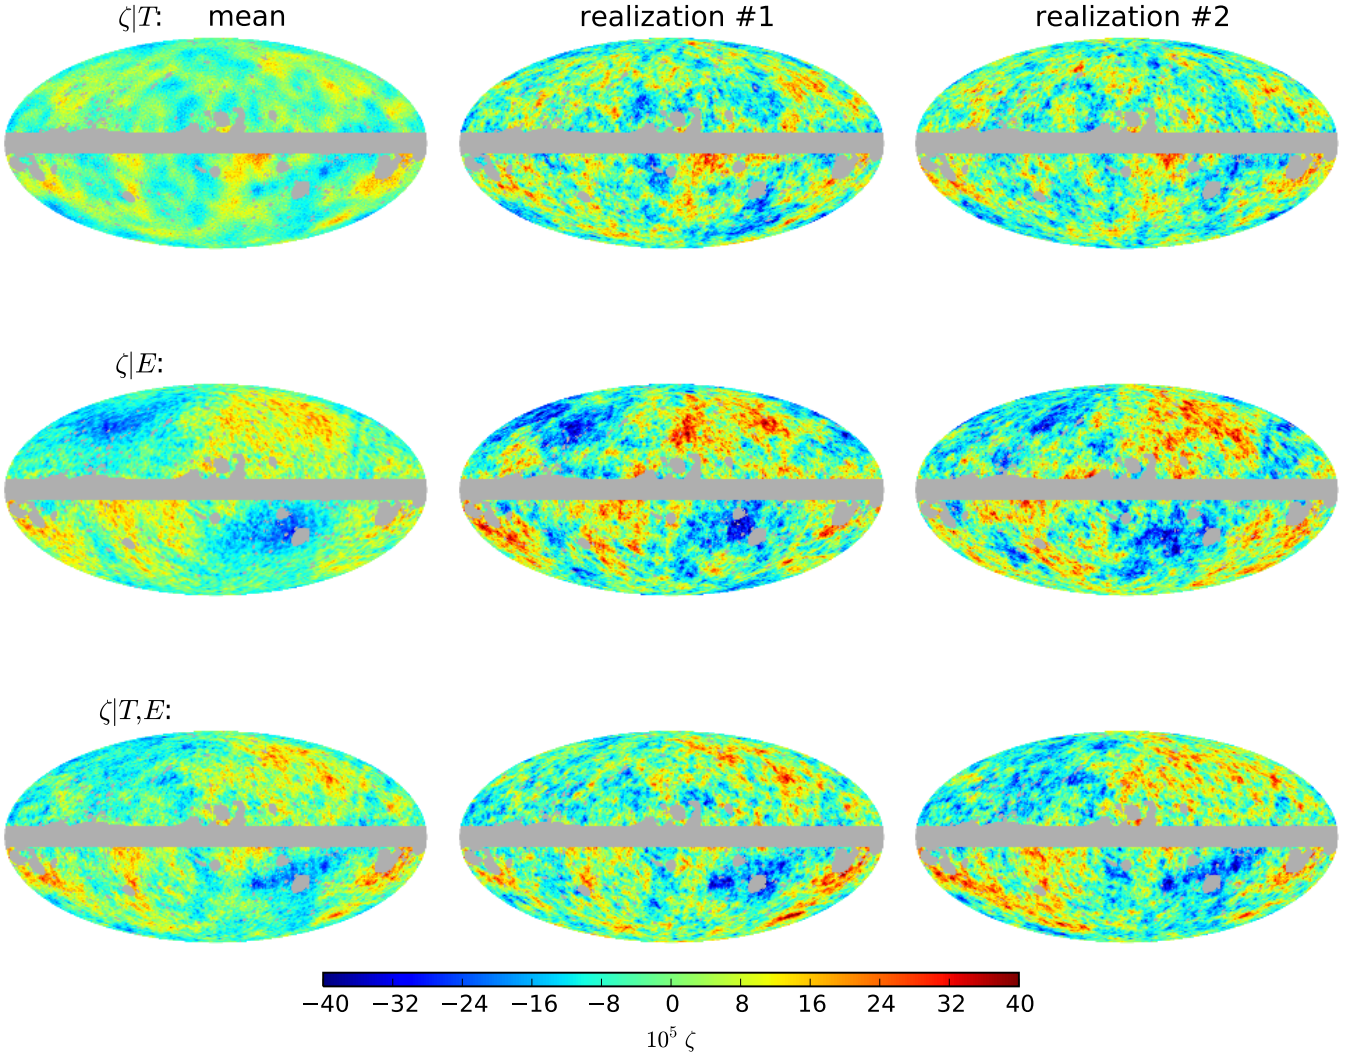 ζ|T: mean realization #1 realization #2
ζ|E:
ζ|T,E:
−40 −32 −24 −16 −8 0 8 16 24 32 40
10⁵ ζ